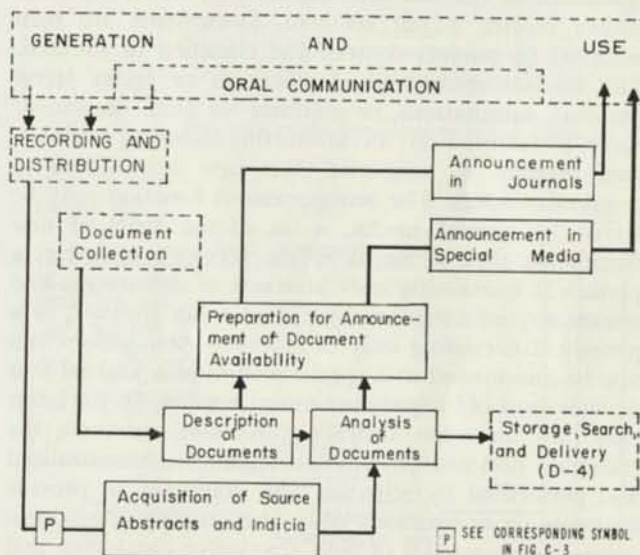 GENERATION AND USE
ORAL COMMUNICATION
RECORDING AND
DISTRIBUTION
Announcement
in Journals
Document
Collection
Announcement in
Special Media
Preparation for Announce-
ment of Document
Availability
Description
of
Documents
Analysis
of
Documents
Storage, Search,
and Delivery
(D-4)
Acquisition of Source
Abstracts and Indicia
P
P SEE CORRESPONDING SYMBOL
IN FIG C-3